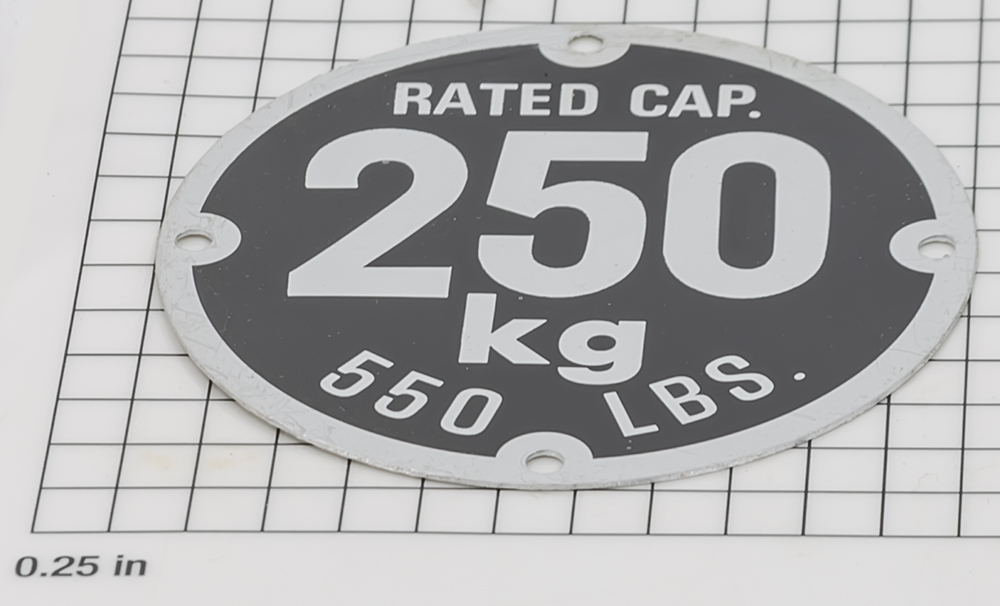 RATED CAP.
250
kg
550 LBS.
0.25 in